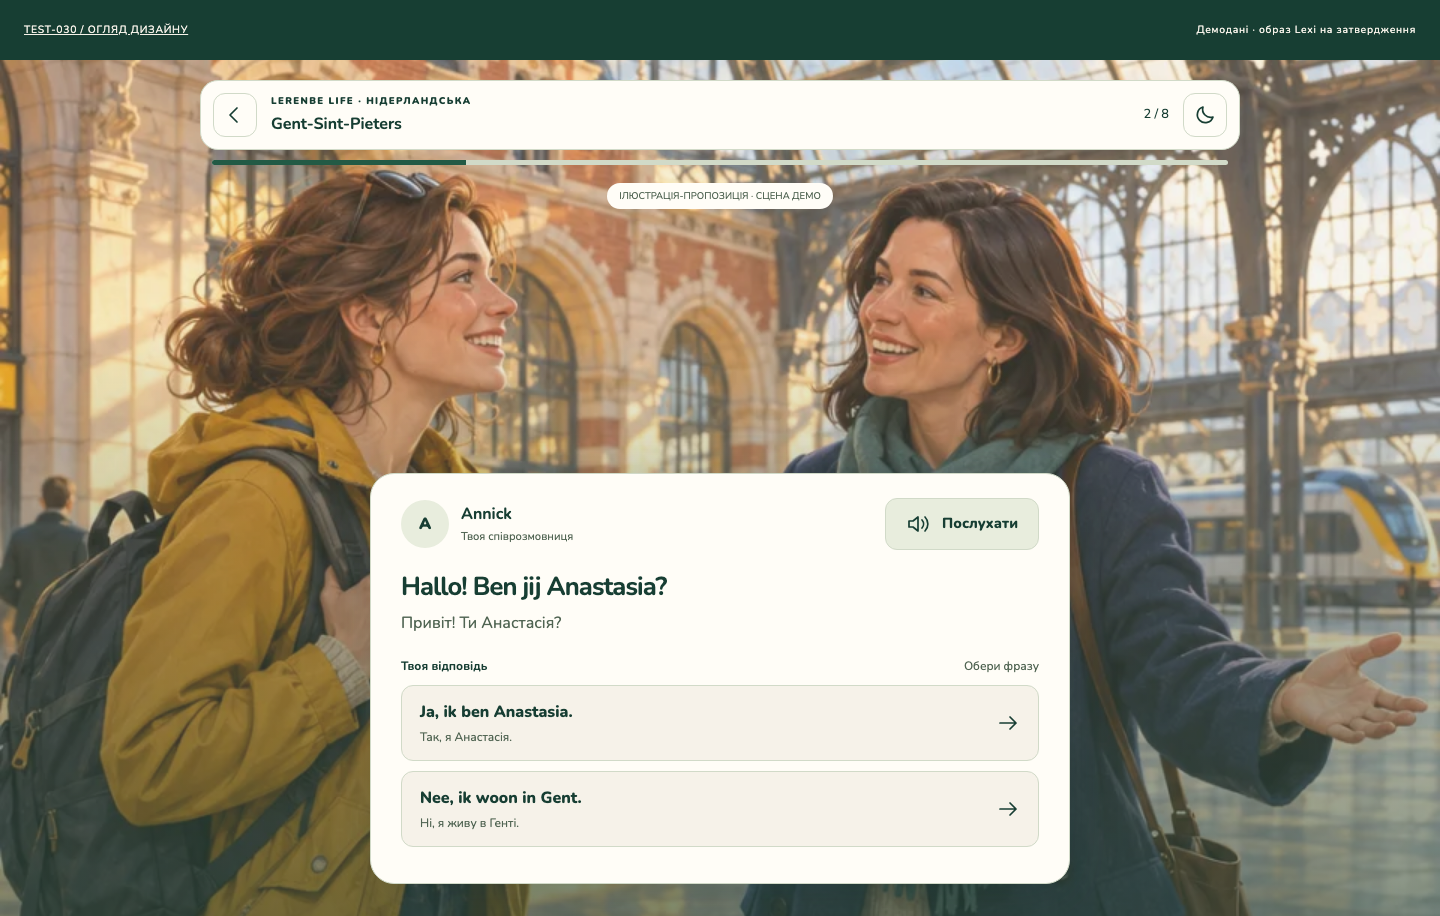 TEST-030 / ОГЛЯД ДИЗАЙНУ
Демодані · образ Lexi на затвердження
LERENBE LIFE · НІДЕРЛАНДСЬКА
Gent-Sint-Pieters
2 / 8
ІЛЮСТРАЦІЯ-ПРОПОЗИЦІЯ · СЦЕНА ДЕМО
A
Annick
Твоя співрозмовниця
Послухати
Hallo! Ben jij Anastasia?
Привіт! Ти Анастасія?
Твоя відповідь
Обери фразу
Ja, ik ben Anastasia.
Так, я Анастасія.
Nee, ik woon in Gent.
Ні, я живу в Генті.